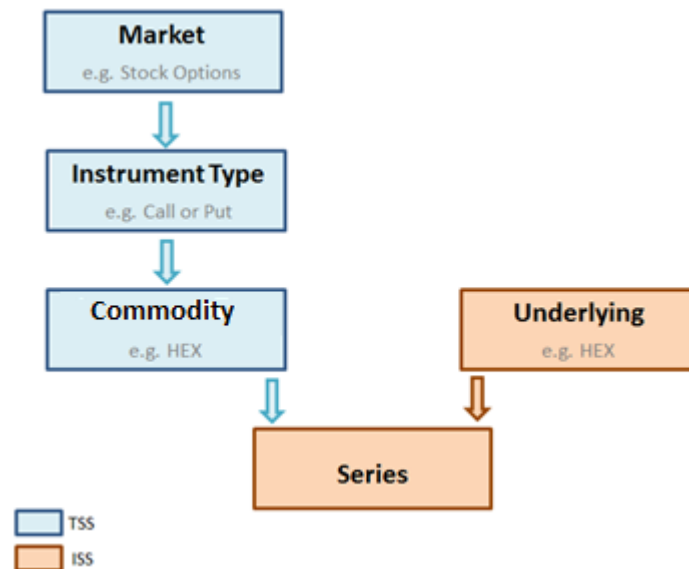 Market
e.g. Stock Options
Instrument Type
e.g. Call or Put
Commodity
e.g. HEX
Underlying
e.g. HEX
Series
TSS
ISS